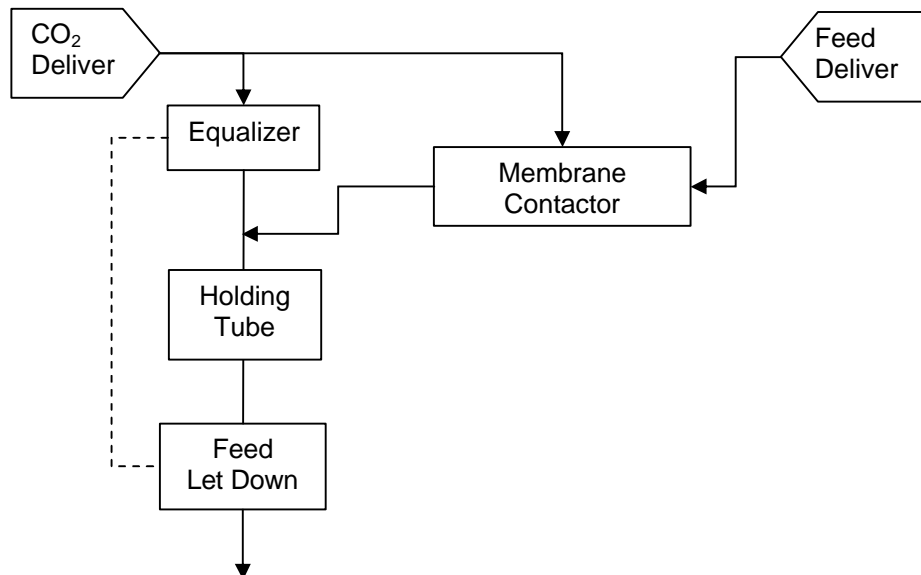 CO₂
Deliver
Feed
Deliver
Equalizer
Membrane
Contactor
Holding
Tube
Feed
Let Down